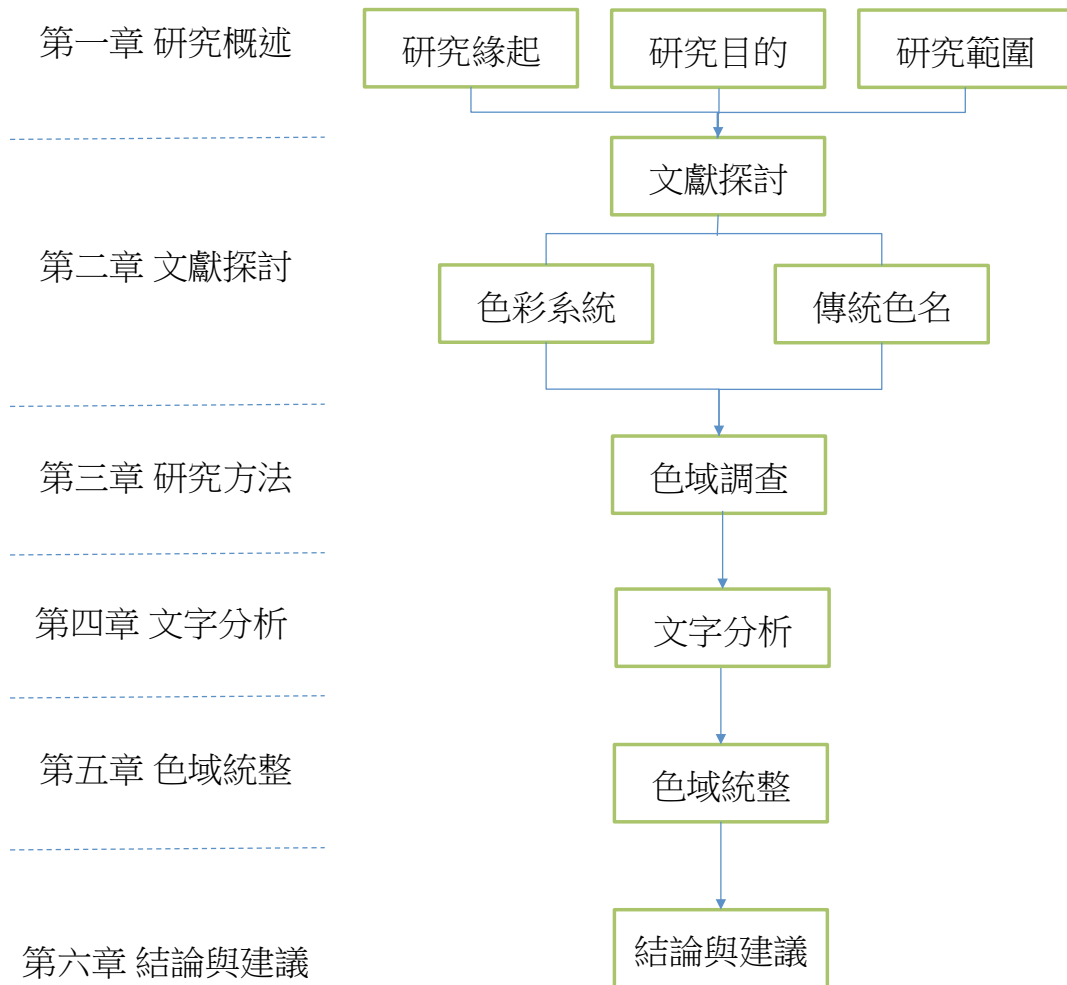 第一章 研究概述
研究緣起
研究目的
研究範圍
文獻探討
第二章 文獻探討
色彩系統
傳統色名
第三章 研究方法
色域調查
第四章 文字分析
文字分析
第五章 色域統整
色域統整
第六章 結論與建議
結論與建議